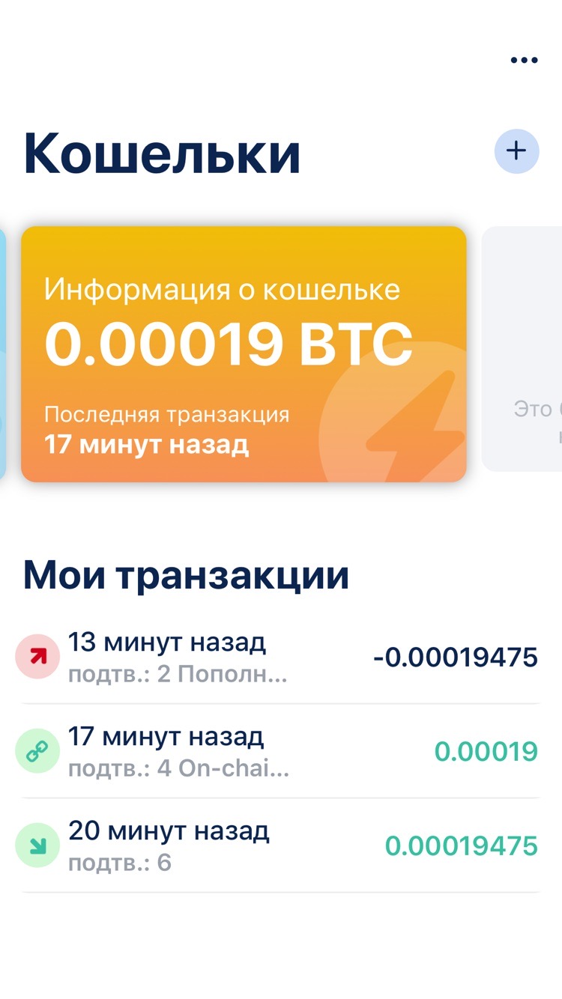 Кошельки
Информация о кошельке
0.00019 BTC
Последняя транзакция
17 минут назад
Это
Мои транзакции
13 минут назад
-0.00019475
подтв.: 2 Пополн...
17 минут назад
0.00019
подтв.: 4 On-chai...
20 минут назад
0.00019475
подтв.: 6